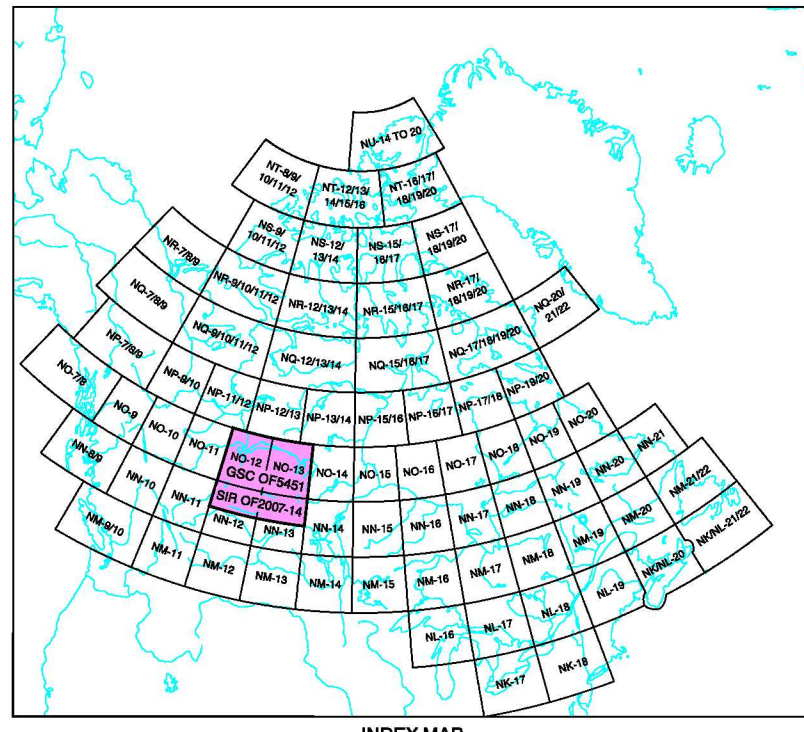 NU-14 TO 20
NT-8/9/
10/11/12
NT-12/13/
14/15/16
NT-16/17/
18/19/20
NS-9/
10/11/12
NS-12/
13/14
NS-15/
16/17
NS-17/
18/19/20
NR-7/8/9
NR-9/10/11/12
NR-12/13/14
NR-15/16/17
NR-17/
18/19/20
NQ-20/
21/22
NQ-7/8/9
NQ-9/10/11/12
NQ-12/13/14
NQ-15/16/17
NQ-17/18/19/20
NP-7/8/9
NP-9/10
NP-11/12
NP-12/13
NP-13/14
NP-15/16
NP-16/17
NP-17/18
NP-19/20
NO-7/8
NO-9
NO-10
NO-11
NO-12
NO-13
NO-14
NO-15
NO-16
NO-17
NO-18
NO-19
NO-20
GSC OF5451
SIR OF2007-14
NN-8/9
NN-10
NN-11
NN-12
NN-13
NN-14
NN-15
NN-16
NN-17
NN-18
NN-19
NN-20
NN-21
NM-9/10
NM-11
NM-12
NM-13
NM-14
NM-15
NM-16
NM-17
NM-18
NM-19
NM-20
NM-21/22
NL-16
NL-17
NL-18
NL-19
NK/NL-20
NK/NL-21/22
NK-17
NK-18
INDEX MAP